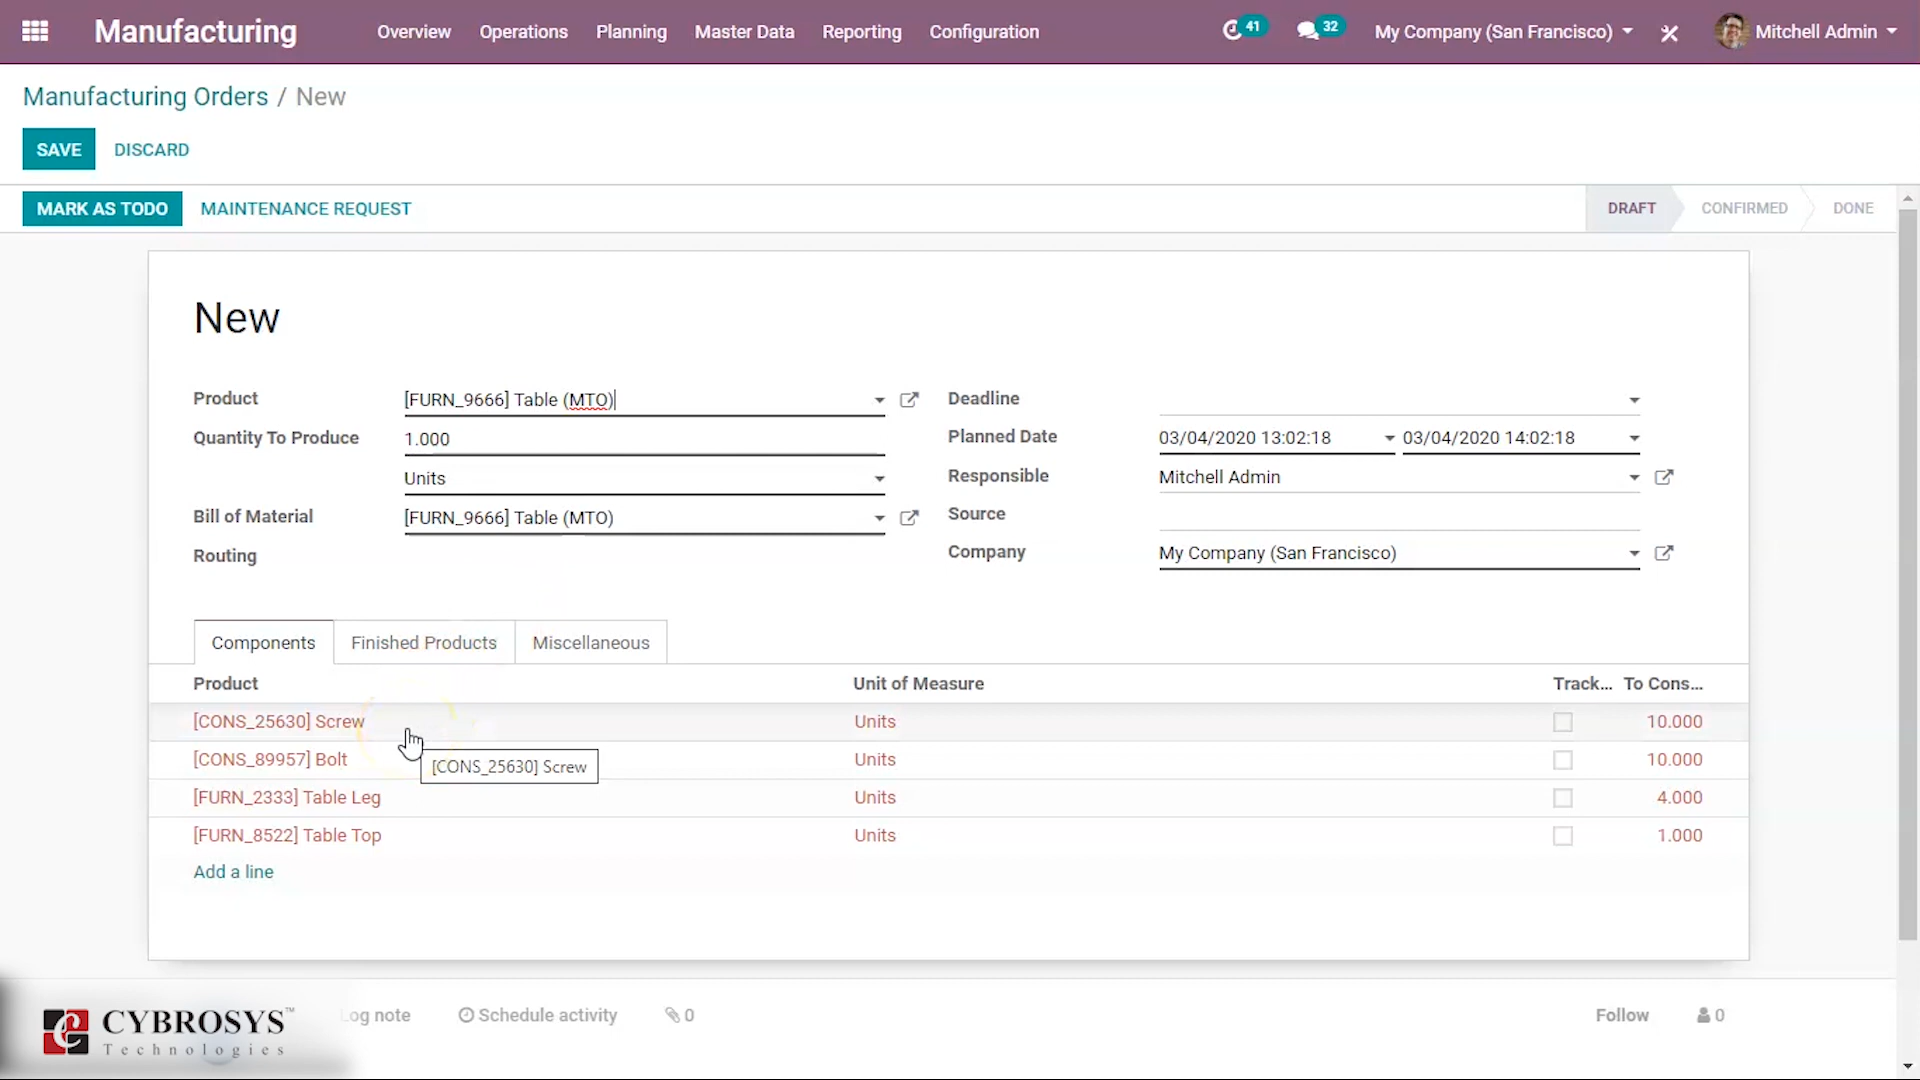 Manufacturing Overview Operations Planning Master Data Reporting Configuration 41 32 My Company (San Francisco) Mitchell Admin
Manufacturing Orders / New
SAVE DISCARD
MARK AS TODO MAINTENANCE REQUEST DRAFT CONFIRMED DONE
New
Product [FURN_9666] Table (MTO) Deadline
Quantity To Produce 1.000 Planned Date 03/04/2020 13:02:18 03/04/2020 14:02:18
Units Responsible Mitchell Admin
Bill of Material [FURN_9666] Table (MTO) Source
Routing Company My Company (San Francisco)
Components Finished Products Miscellaneous
Product Unit of Measure Track... To Cons...
[CONS_25630] Screw Units 10.000
[CONS_89957] Bolt [CONS_25630] Screw Units 10.000
[FURN_2333] Table Leg Units 4.000
[FURN_8522] Table Top Units 1.000
Add a line
CYBROSYS™ Log note Schedule activity 0 Follow 0
Technologies